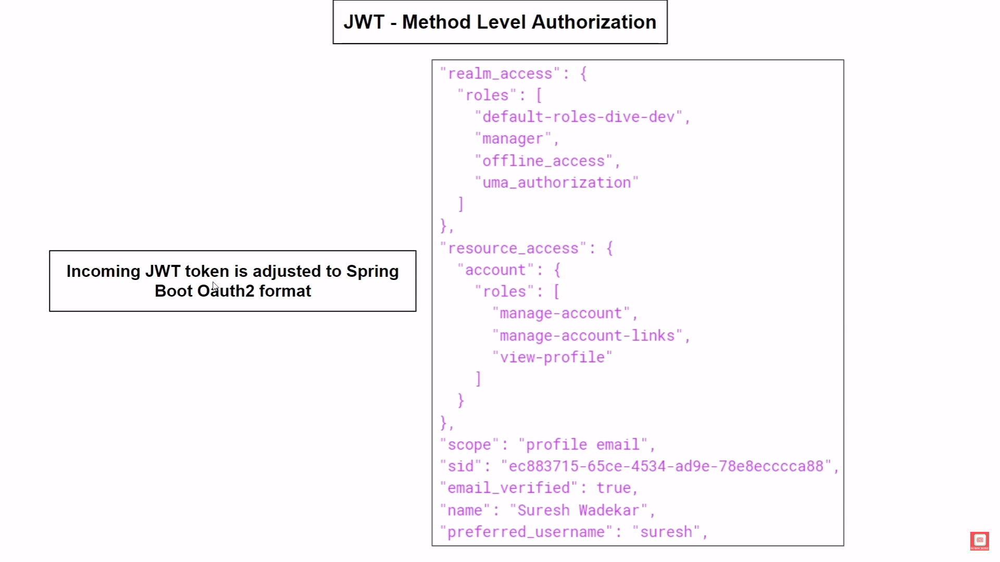 JWT - Method Level Authorization
Incoming JWT token is adjusted to Spring
Boot Oauth2 format
"realm_access": {
"roles": [
"default-roles-dive-dev",
"manager",
"offline_access",
"uma_authorization"
]
},
"resource_access": {
"account": {
"roles": [
"manage-account",
"manage-account-links",
"view-profile"
]
}
},
"scope": "profile email",
"sid": "ec883715-65ce-4534-ad9e-78e8ecccca88",
"email_verified": true,
"name": "Suresh Wadekar",
"preferred_username": "suresh",
SUBSCRIBE